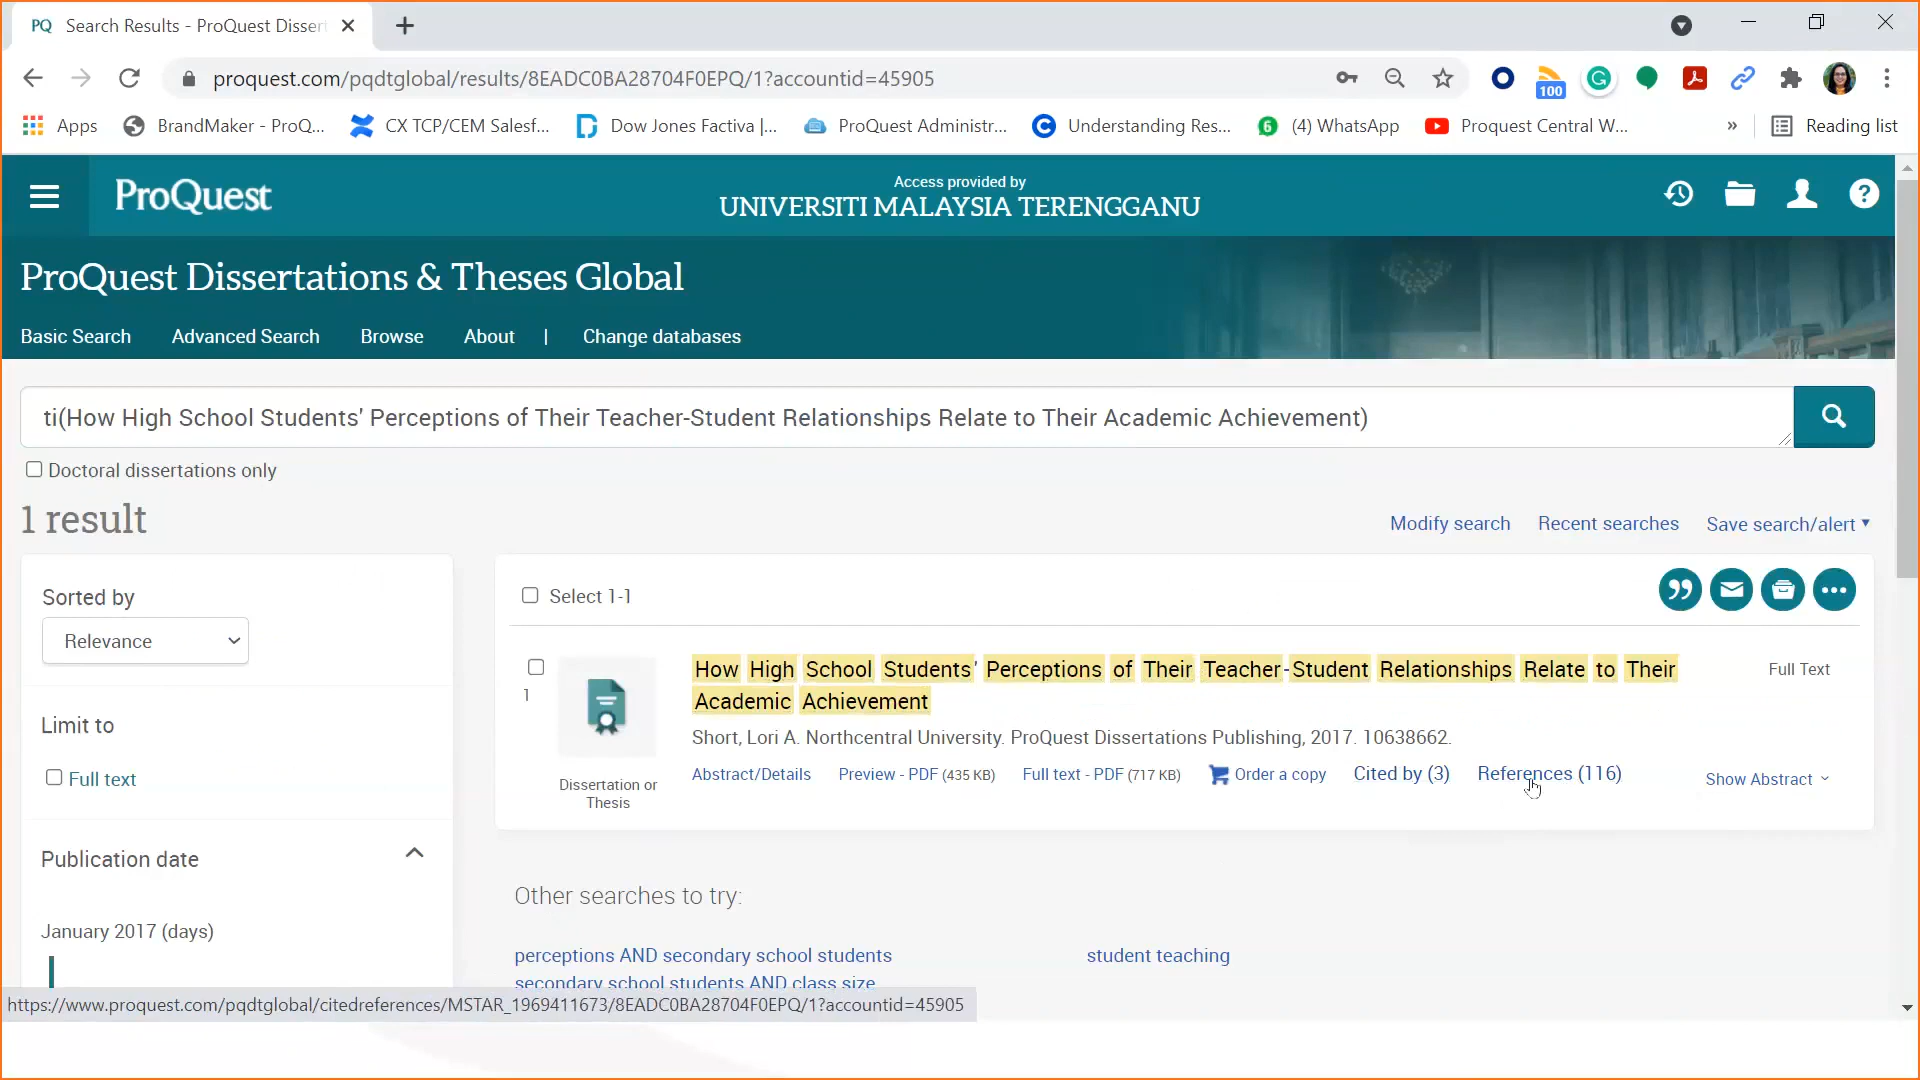 PQ Search Results - ProQuest Disser
proquest.com/pqdtglobal/results/8EADC0BA28704F0EPQ/1?accountid=45905
100
Apps BrandMaker - ProQ... CX TCP/CEM Salesf... Dow Jones Factiva |... ProQuest Administr... Understanding Res... 6 (4) WhatsApp Proquest Central W... » Reading list
ProQuest
Access provided by
UNIVERSITI MALAYSIA TERENGGANU
ProQuest Dissertations & Theses Global
Basic Search Advanced Search Browse About | Change databases
ti(How High School Students' Perceptions of Their Teacher-Student Relationships Relate to Their Academic Achievement)
Doctoral dissertations only
1 result
Modify search Recent searches Save search/alert
Sorted by
Relevance
Limit to
Full text
Publication date
January 2017 (days)
Select 1-1
1
Dissertation or
Thesis
How High School Students' Perceptions of Their Teacher-Student Relationships Relate to Their
Academic Achievement
Full Text
Short, Lori A. Northcentral University. ProQuest Dissertations Publishing, 2017. 10638662.
Abstract/Details Preview - PDF (435 KB) Full text - PDF (717 KB) Order a copy Cited by (3) References (116) Show Abstract
Other searches to try:
perceptions AND secondary school students
student teaching
secondary school students AND class size
https://www.proquest.com/pqdtglobal/citedreferences/MSTAR_1969411673/8EADC0BA28704F0EPQ/1?accountid=45905